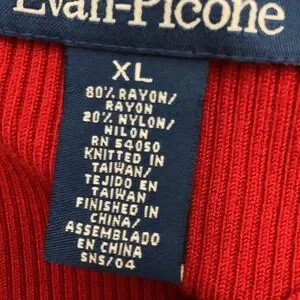 Evan-Picone
XL
80% RAYON/
RAYON
20% NYLON/
NILON
RN 54050
KNITTED IN
TAIWAN/
TEJIDO EN
TAIWAN
FINISHED IN
CHINA/
ASSEMBLADO
EN CHINA
SNS/04